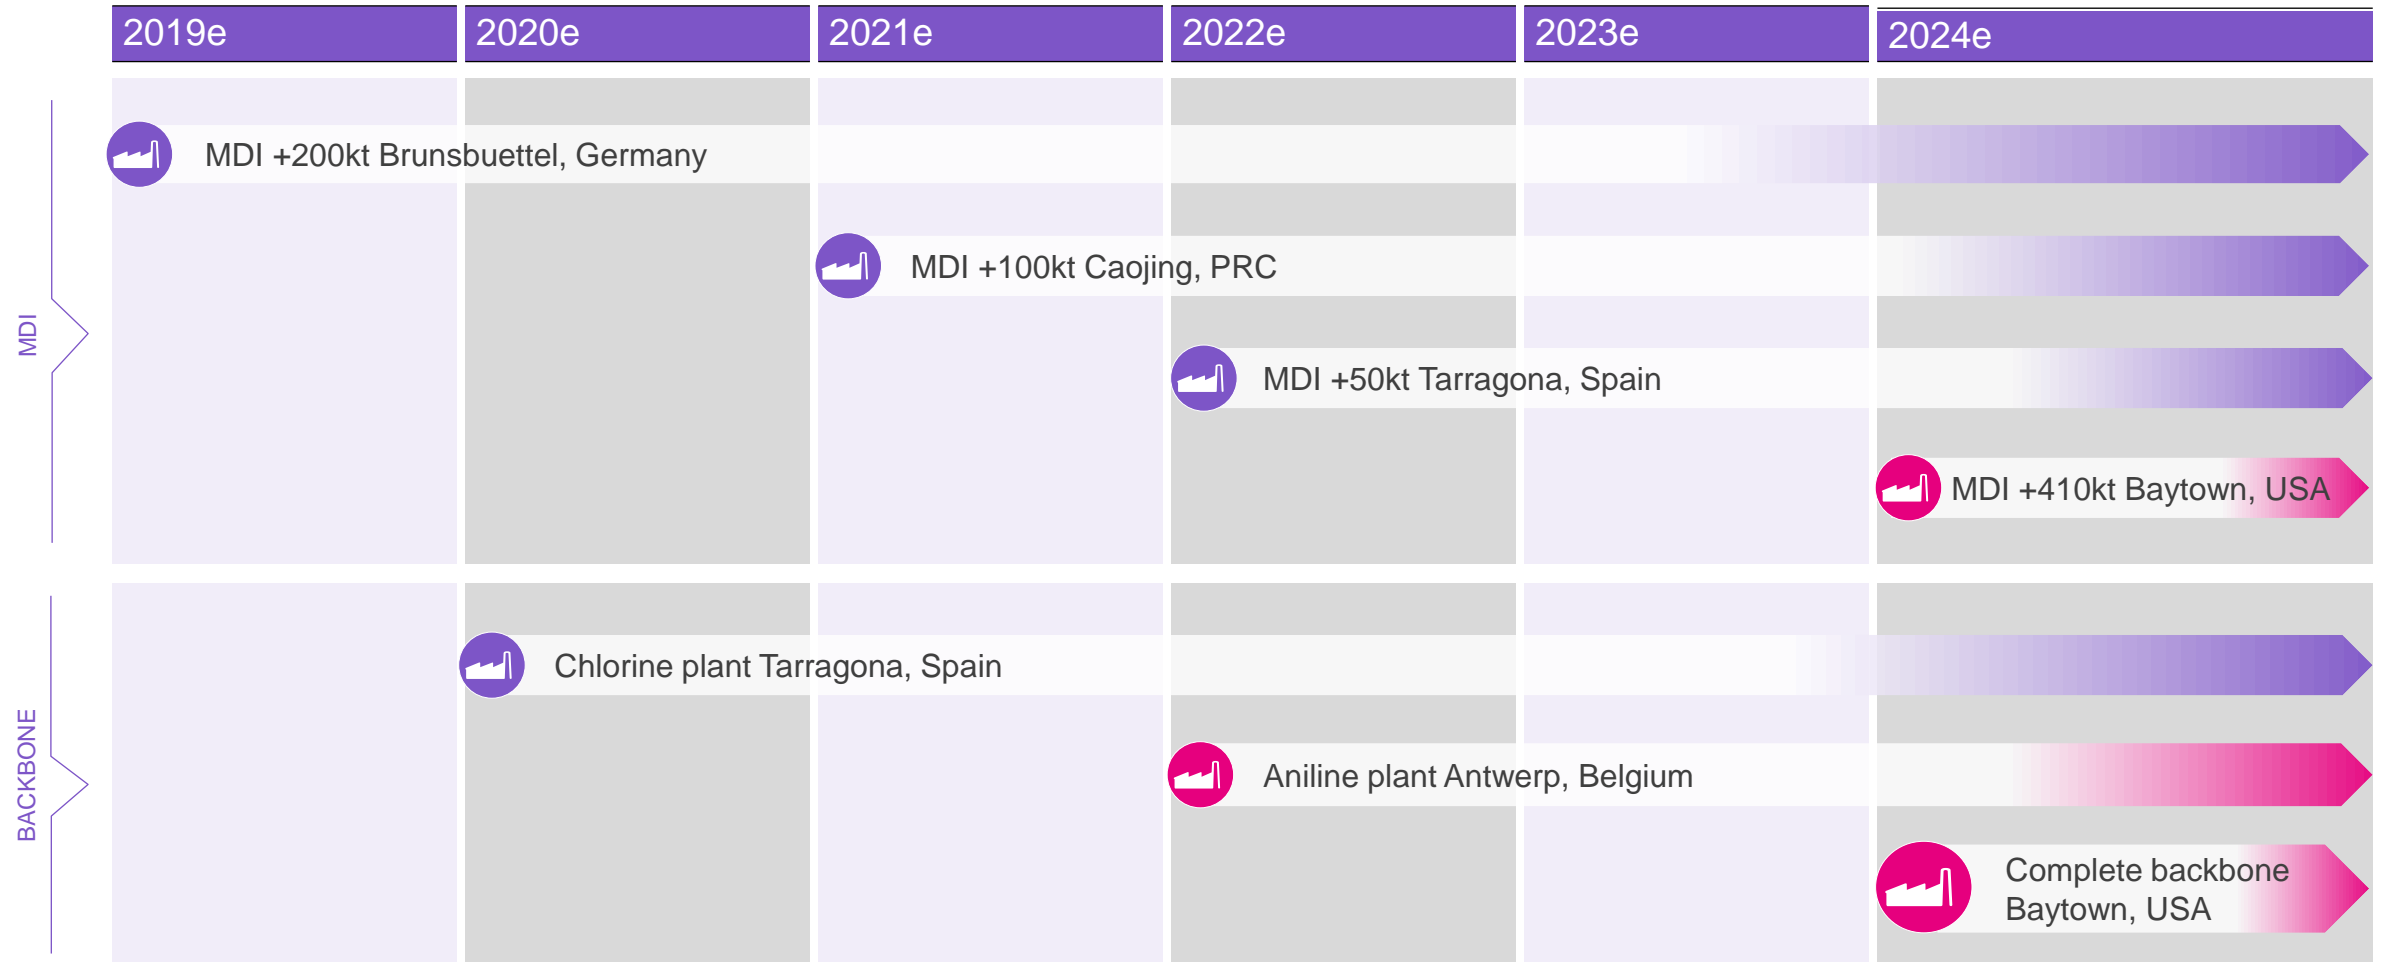 2019e
2020e
2021e
2022e
2023e
2024e
MDI
MDI +200kt Brunsbuettel, Germany
MDI +100kt Caojing, PRC
MDI +50kt Tarragona, Spain
MDI +410kt Baytown, USA
BACKBONE
Chlorine plant Tarragona, Spain
Aniline plant Antwerp, Belgium
Complete backbone
Baytown, USA